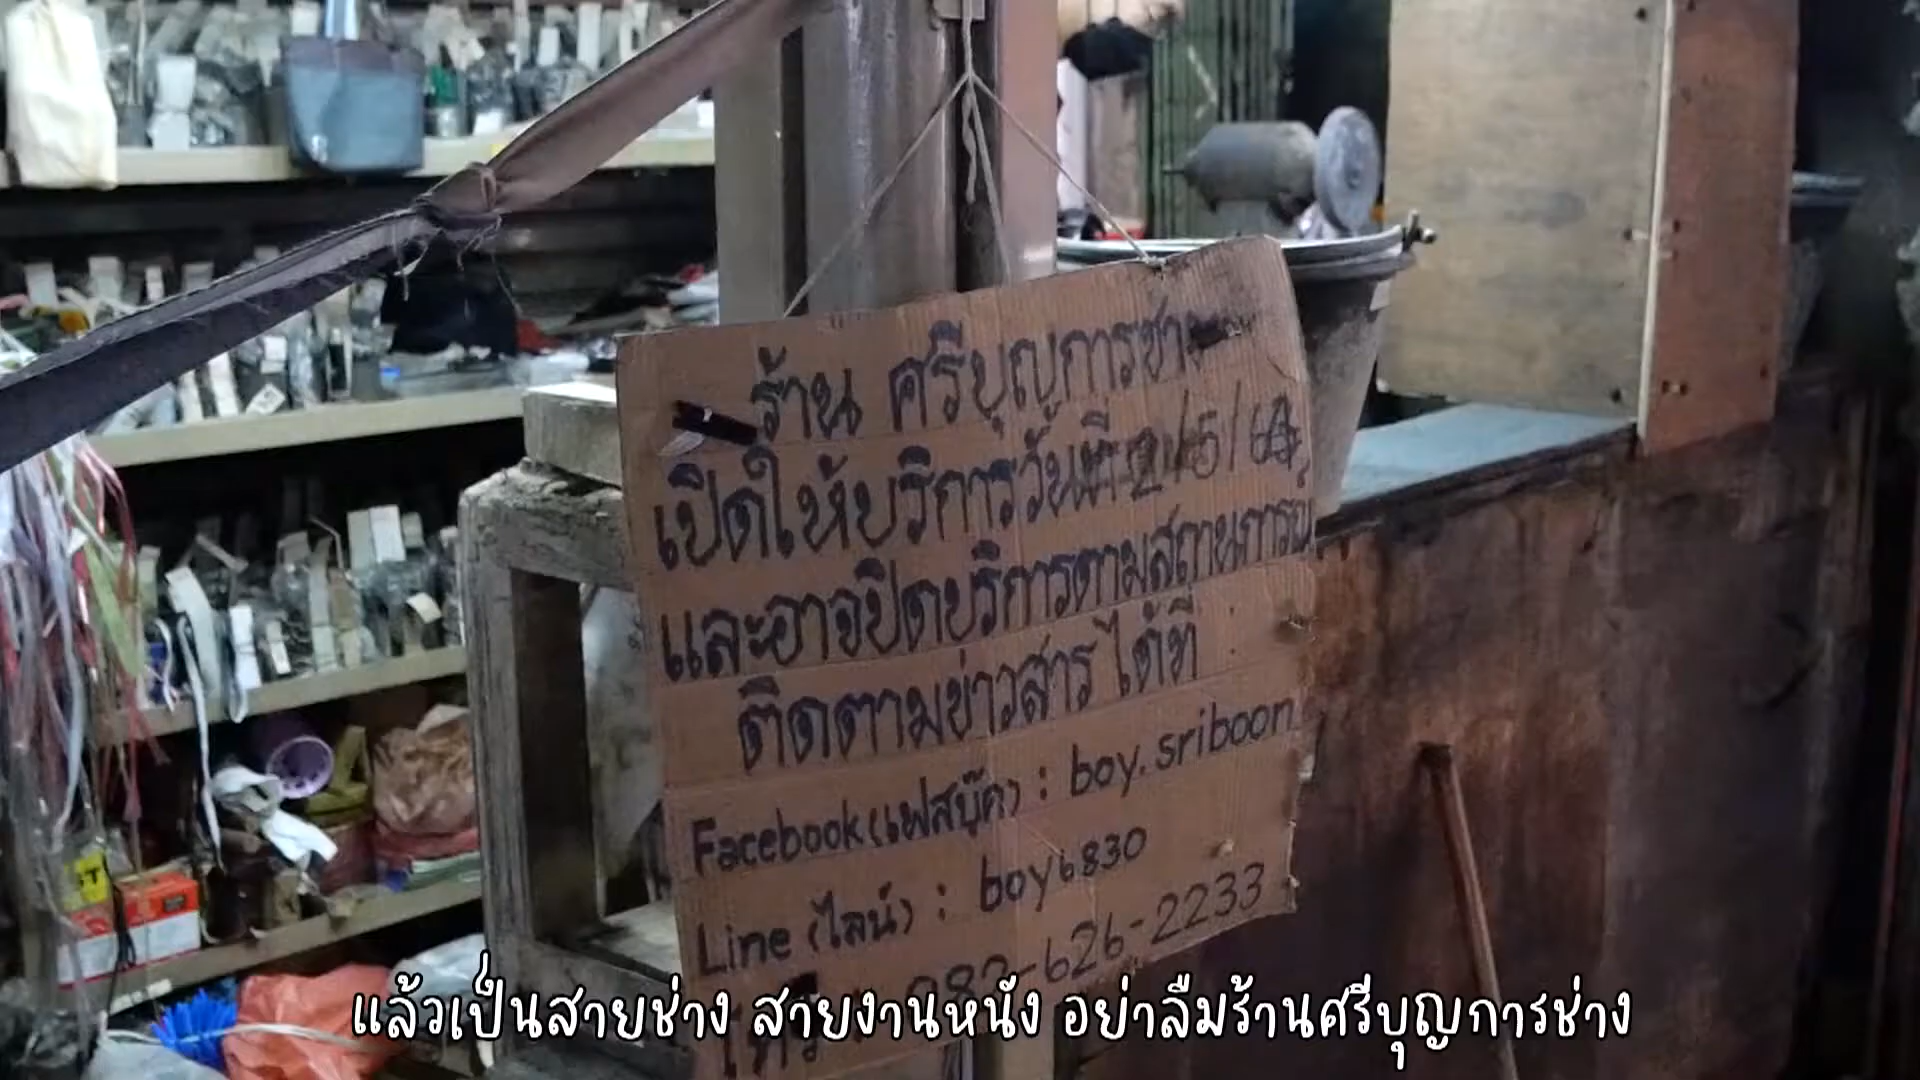 ร้าน ศรีบุญการช่าง
เปิดให้บริการวันที่ 2/5/64
และอาจปิดบริการตามสถานการณ์
ติดตามข่าวสารได้ที่
Facebook (เฟสบุ๊ค) : boy.sriboon
Line (ไลน์) : boy6830
-626-2233
แล้วเป็นสายช่าง สายงานหนัง อย่าลืมร้านศรีบุญการช่าง